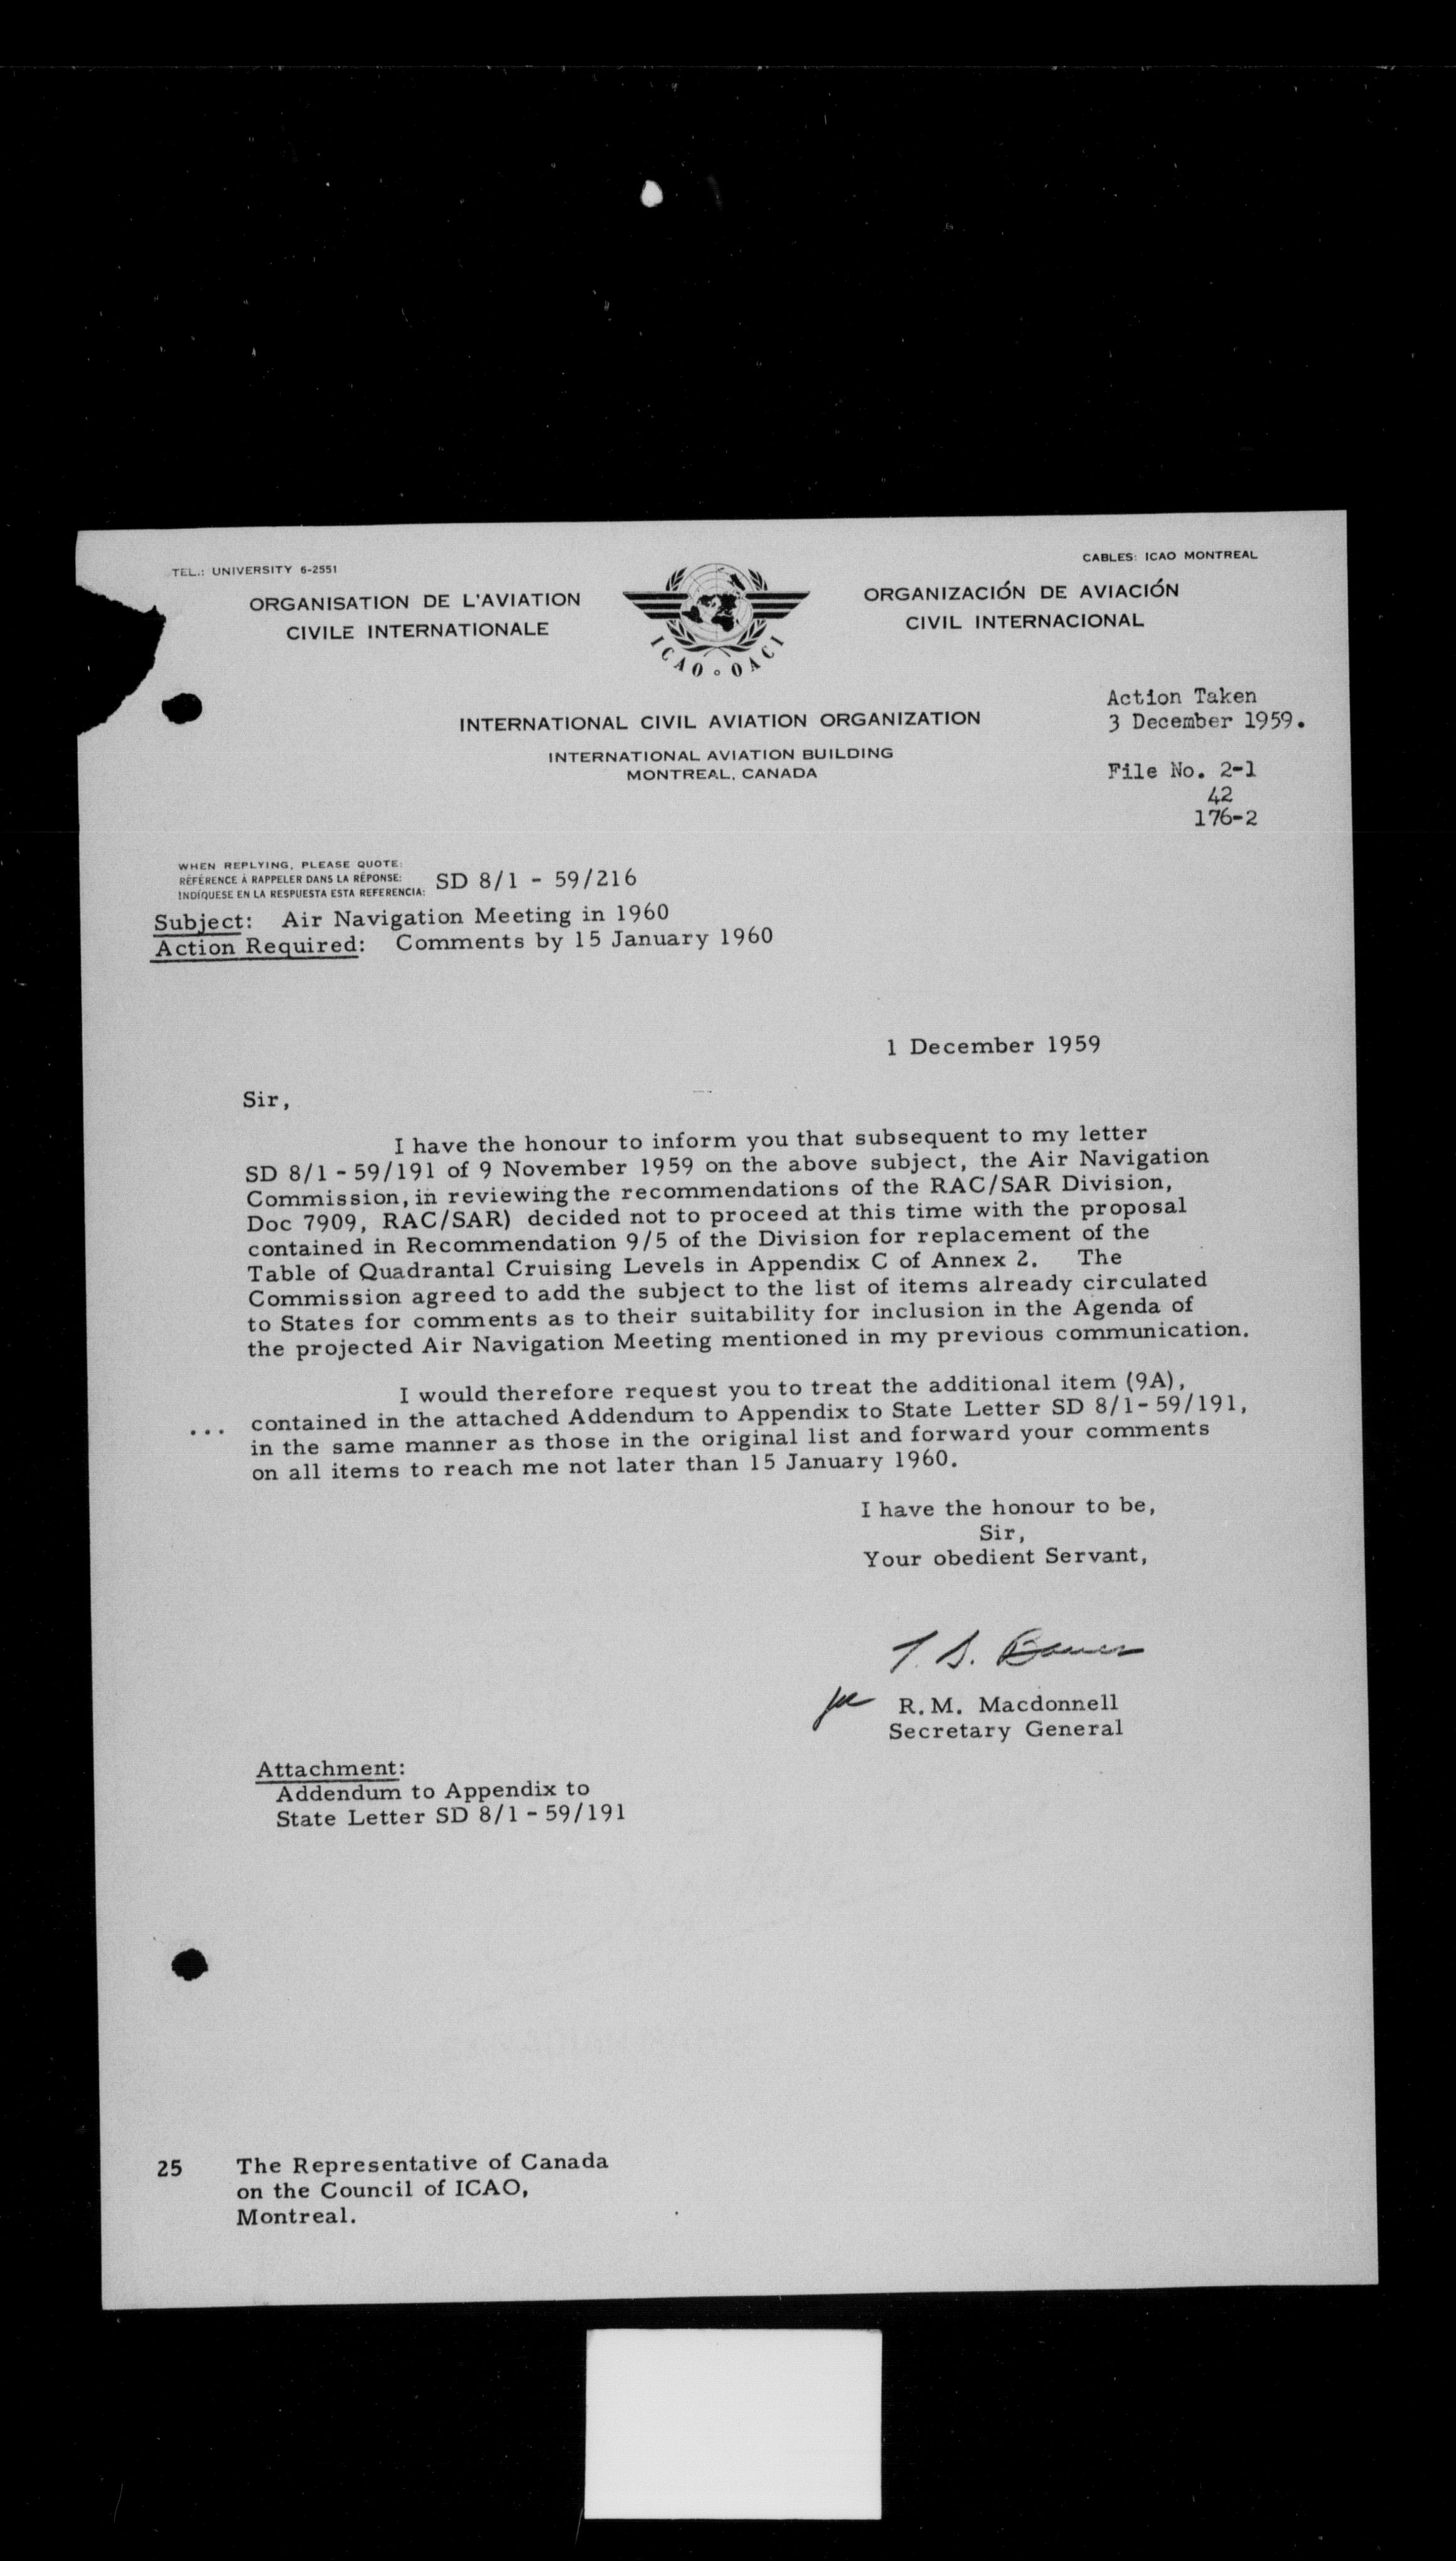 TEL.: UNIVERSITY 6-2551
CABLES: ICAO MONTREAL
ORGANISATION DE L'AVIATION
CIVILE INTERNATIONALE
ICAO OACI
ORGANIZACIÓN DE AVIACIÓN
CIVIL INTERNACIONAL
INTERNATIONAL CIVIL AVIATION ORGANIZATION
INTERNATIONAL AVIATION BUILDING
MONTREAL, CANADA
Action Taken
3 December 1959.
File No. 2-1
42
176-2
WHEN REPLYING, PLEASE QUOTE:
RÉFÉRENCE À RAPPELER DANS LA RÉPONSE:
INDÍQUESE EN LA RESPUESTA ESTA REFERENCIA:
SD 8/1 - 59/216
Subject: Air Navigation Meeting in 1960
Action Required: Comments by 15 January 1960
1 December 1959
Sir,
I have the honour to inform you that subsequent to my letter
SD 8/1 - 59/191 of 9 November 1959 on the above subject, the Air Navigation
Commission, in reviewing the recommendations of the RAC/SAR Division,
Doc 7909, RAC/SAR) decided not to proceed at this time with the proposal
contained in Recommendation 9/5 of the Division for replacement of the
Table of Quadrantal Cruising Levels in Appendix C of Annex 2. The
Commission agreed to add the subject to the list of items already circulated
to States for comments as to their suitability for inclusion in the Agenda of
the projected Air Navigation Meeting mentioned in my previous communication.
I would therefore request you to treat the additional item (9A),
... contained in the attached Addendum to Appendix to State Letter SD 8/1-59/191,
in the same manner as those in the original list and forward your comments
on all items to reach me not later than 15 January 1960.
I have the honour to be,
Sir,
Your obedient Servant,
R.M. Macdonnell
Secretary General
Attachment:
Addendum to Appendix to
State Letter SD 8/1 - 59/191
25 The Representative of Canada
on the Council of ICAO,
Montreal.